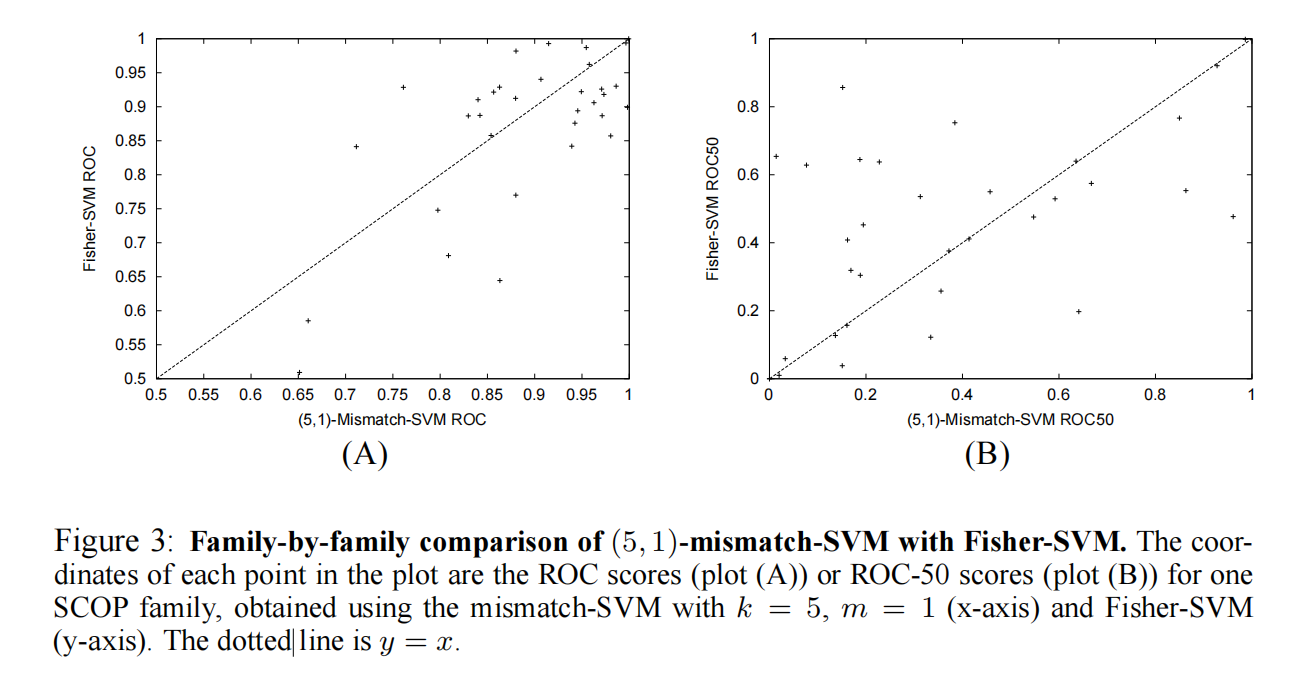 1
0.95
0.9
0.85
0.8
0.75
0.7
0.65
0.6
0.55
0.5
Fisher-SVM ROC
0.5 0.55 0.6 0.65 0.7 0.75 0.8 0.85 0.9 0.95 1
(5,1)-Mismatch-SVM ROC
(A)
1
0.8
0.6
0.4
0.2
0
Fisher-SVM ROC50
0 0.2 0.4 0.6 0.8 1
(5,1)-Mismatch-SVM ROC50
(B)
Figure 3: Family-by-family comparison of (5, 1)-mismatch-SVM with Fisher-SVM. The coor-
dinates of each point in the plot are the ROC scores (plot (A)) or ROC-50 scores (plot (B)) for one
SCOP family, obtained using the mismatch-SVM with k = 5, m = 1 (x-axis) and Fisher-SVM
(y-axis). The dotted line is y = x.